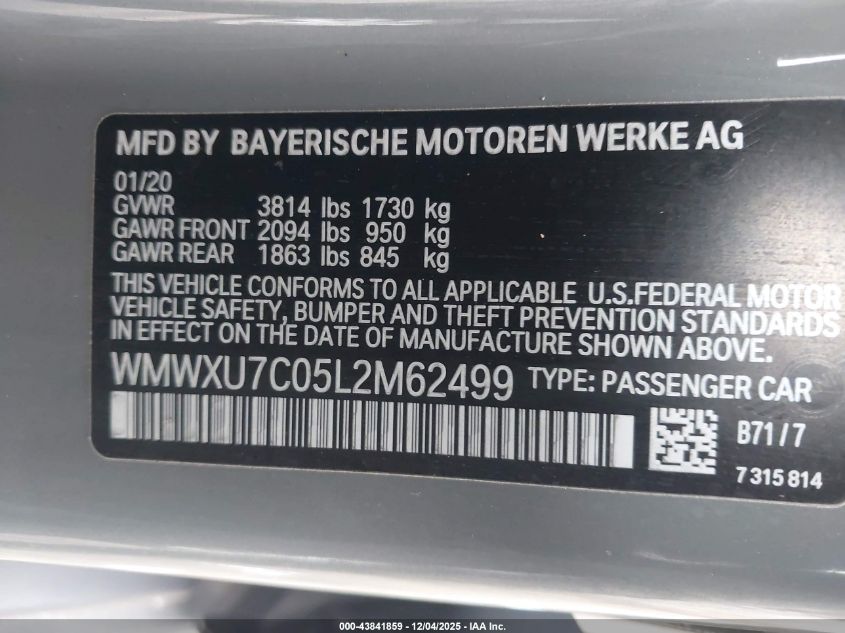 MFD BY BAYERISCHE MOTOREN WERKE AG
01/20
GVWR 3814 lbs 1730 kg
GAWR FRONT 2094 lbs 950 kg
GAWR REAR 1863 lbs 845 kg
THIS VEHICLE CONFORMS TO ALL APPLICABLE U.S.FEDERAL MOTOR
VEHICLE SAFETY, BUMPER AND THEFT PREVENTION STANDARDS
IN EFFECT ON THE DATE OF MANUFACTURE SHOWN ABOVE.
WMWXU7C05L2M62499 TYPE: PASSENGER CAR
B71/7
7315814
000-43841859 - 12/04/2025 - IAA Inc.